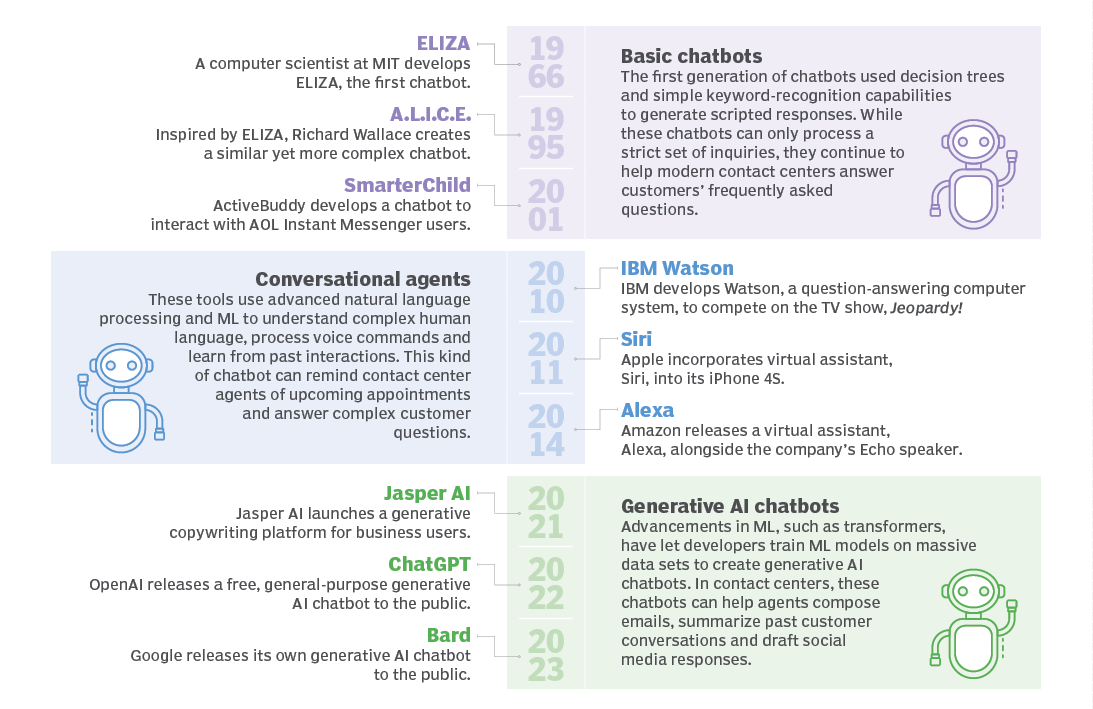 ELIZA
A computer scientist at MIT develops
ELIZA, the first chatbot.
19
66
A.L.I.C.E.
Inspired by ELIZA, Richard Wallace creates
a similar yet more complex chatbot.
19
95
SmarterChild
ActiveBuddy develops a chatbot to
interact with AOL Instant Messenger users.
20
01
Basic chatbots
The first generation of chatbots used decision trees
and simple keyword-recognition capabilities
to generate scripted responses. While
these chatbots can only process a
strict set of inquiries, they continue to
help modern contact centers answer
customers’ frequently asked
questions.
Conversational agents
These tools use advanced natural language
processing and ML to understand complex human
language, process voice commands and
learn from past interactions. This kind
of chatbot can remind contact center
agents of upcoming appointments
and answer complex customer
questions.
20
10
IBM Watson
IBM develops Watson, a question-answering computer
system, to compete on the TV show, Jeopardy!
20
11
Siri
Apple incorporates virtual assistant,
Siri, into its iPhone 4S.
20
14
Alexa
Amazon releases a virtual assistant,
Alexa, alongside the company’s Echo speaker.
Jasper AI
Jasper AI launches a generative
copywriting platform for business users.
20
21
ChatGPT
OpenAI releases a free, general-purpose generative
AI chatbot to the public.
20
22
Bard
Google releases its own generative AI chatbot
to the public.
20
23
Generative AI chatbots
Advancements in ML, such as transformers,
have let developers train ML models on massive
data sets to create generative AI
chatbots. In contact centers, these
chatbots can help agents compose
emails, summarize past customer
conversations and draft social
media responses.